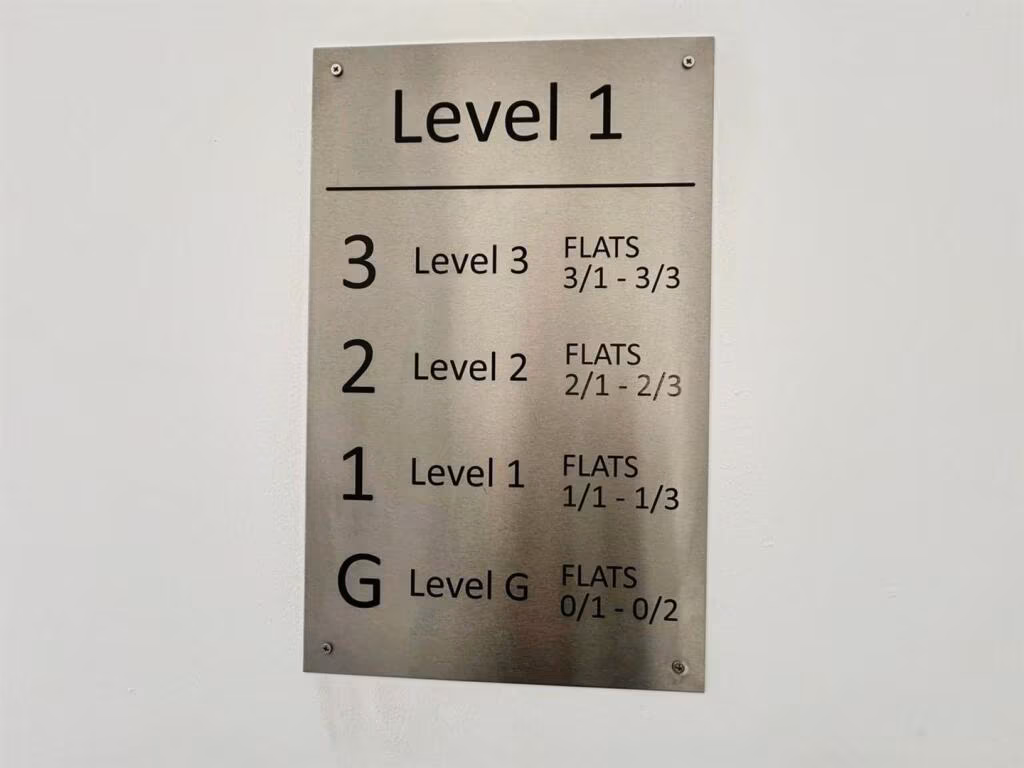 Level 1
3 Level 3 FLATS
3/1 - 3/3
2 Level 2 FLATS
2/1 - 2/3
1 Level 1 FLATS
1/1 - 1/3
G Level G FLATS
0/1 - 0/2